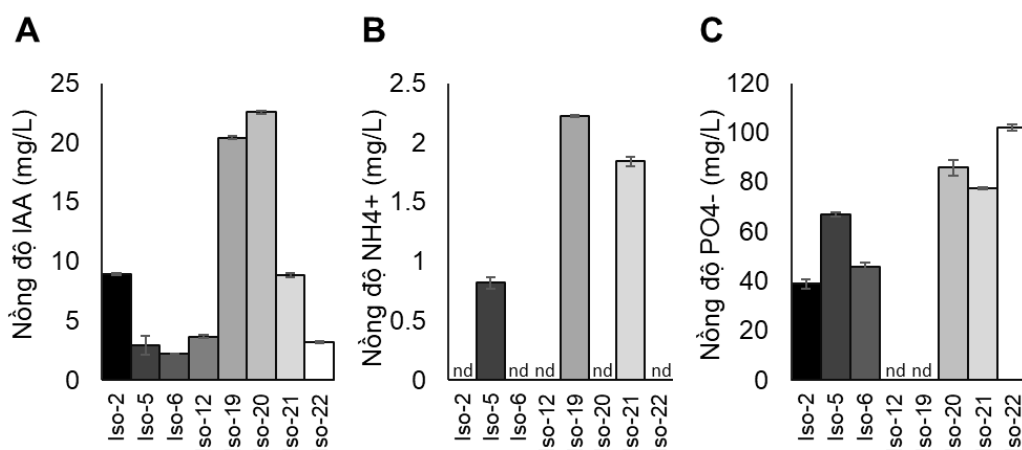 A
Nồng độ IAA (mg/L)
25
20
15
10
5
0
Iso-2
Iso-5
Iso-6
so-12
so-19
so-20
so-21
so-22
B
Nồng độ NH4+ (mg/L)
2.5
2
1.5
1
0.5
0
nd
nd
nd
nd
nd
Iso-2
Iso-5
Iso-6
so-12
so-19
so-20
so-21
so-22
C
Nồng độ PO4- (mg/L)
120
100
80
60
40
20
0
nd
nd
Iso-2
Iso-5
Iso-6
so-12
so-19
so-20
so-21
so-22